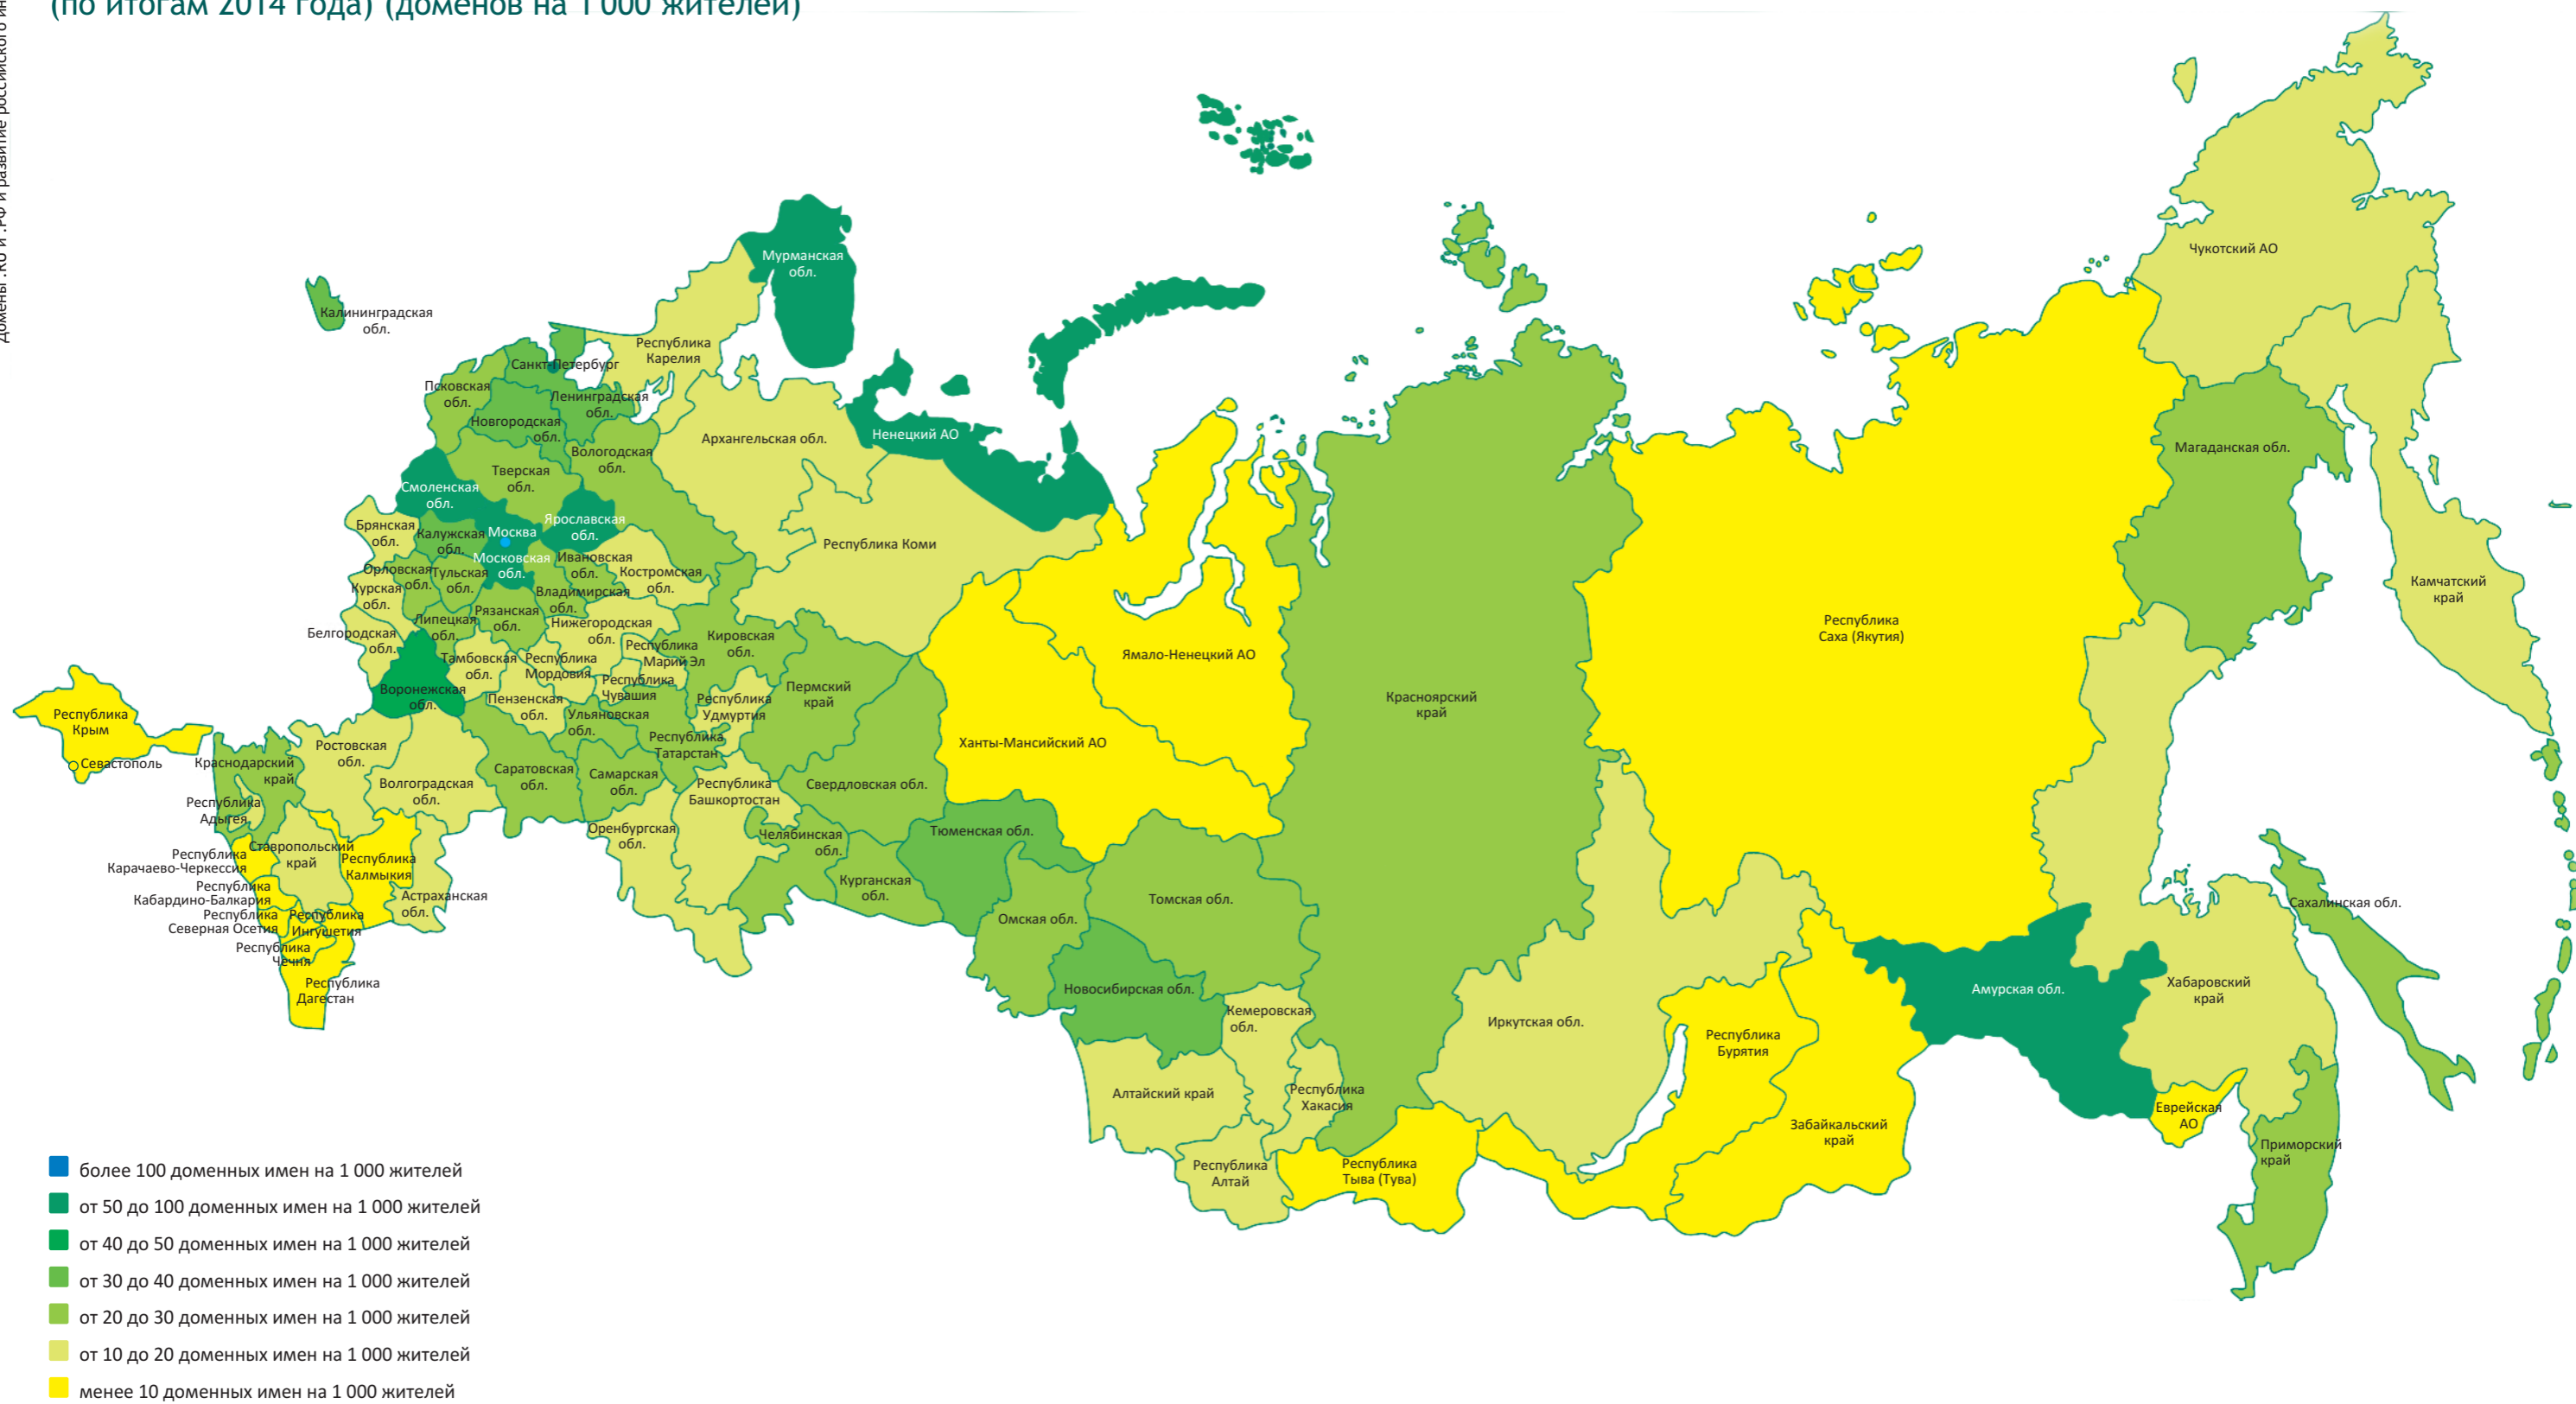 (по итогам 2014 года) (доменов на 1 000 жителей)
Домены .RU и .РФ и развитие российского
Мурманская
обл.
Чукотский АО
Калининградская
обл.
Республика
Карелия
Санкт-Петербург
Псковская
обл.
Ленинградская
обл.
Новгородская
обл.
Архангельская обл.
Ненецкий АО
Вологодская
обл.
Магаданская обл.
Тверская
обл.
Смоленская
обл.
Ярославская
обл.
Брянская
обл.
Калужская
обл.
Москва
Московская
обл.
Республика Коми
Ивановская
обл.
Костромская
обл.
Орловская
обл.
Тульская
обл.
Курская
обл.
Владимирская
обл.
Камчатский
край
Рязанская
обл.
Липецкая
обл.
Нижегородская
обл.
Белгородская
обл.
Кировская
обл.
Республика
Саха (Якутия)
Республика
Марий Эл
Тамбовская
обл.
Республика
Мордовия
Ямало-Ненецкий АО
Республика
Чувашия
Воронежская
обл.
Пензенская
обл.
Республика
Удмуртия
Пермский
край
Красноярский
край
Ульяновская
обл.
Республика
Крым
Республика
Татарстан
Ханты-Мансийский АО
Ростовская
обл.
Севастополь
Краснодарский
край
Саратовская
обл.
Самарская
обл.
Волгоградская
обл.
Республика
Башкортостан
Свердловская обл.
Республика
Адыгея
Оренбургская
обл.
Челябинская
обл.
Тюменская обл.
Ставропольский
край
Республика
Карачаево-Черкессия
Республика
Калмыкия
Курганская
обл.
Республика
Кабардино-Балкария
Астраханская
обл.
Томская обл.
Сахалинская обл.
Республика
Северная Осетия
Республика
Ингушетия
Омская обл.
Республика
Чечня
Республика
Дагестан
Новосибирская обл.
Амурская обл.
Хабаровский
край
Кемеровская
обл.
Иркутская обл.
Республика
Бурятия
Алтайский край
Республика
Хакасия
Еврейская
АО
Забайкальский
край
Приморский
край
Республика
Алтай
Республика
Тыва (Тува)
более 100 доменных имен на 1 000 жителей
от 50 до 100 доменных имен на 1 000 жителей
от 40 до 50 доменных имен на 1 000 жителей
от 30 до 40 доменных имен на 1 000 жителей
от 20 до 30 доменных имен на 1 000 жителей
от 10 до 20 доменных имен на 1 000 жителей
менее 10 доменных имен на 1 000 жителей